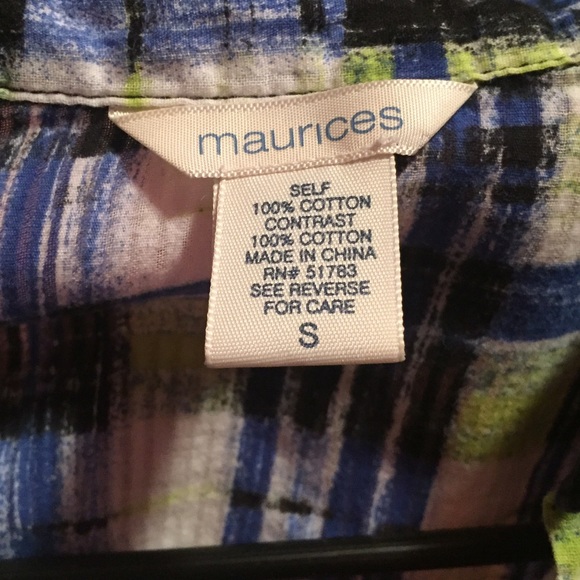 maurices
SELF
100% COTTON
CONTRAST
100% COTTON
MADE IN CHINA
RN# 51783
SEE REVERSE
FOR CARE
S